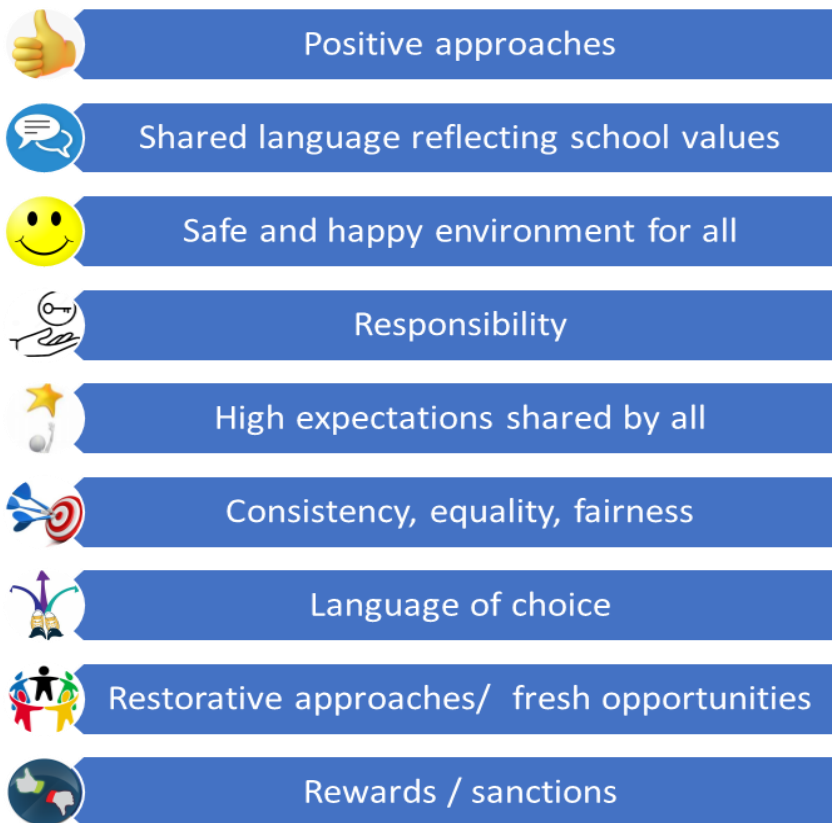 Positive approaches
Shared language reflecting school values
Safe and happy environment for all
Responsibility
High expectations shared by all
Consistency, equality, fairness
Language of choice
Restorative approaches/ fresh opportunities
Rewards / sanctions